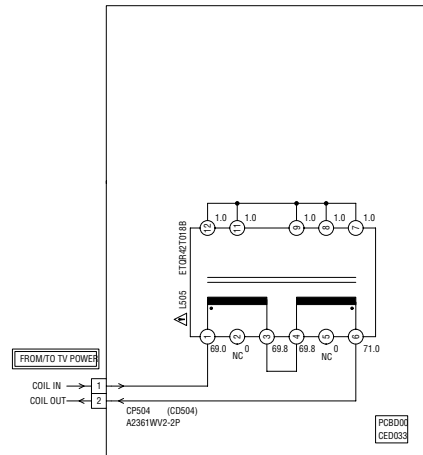 1.0 1.0 1.0 1.0 1.0
12 11 9 8 7
L505 ETQR42T018B
1 2 3 4 5 6
69.0 0 69.8 69.8 0 71.0
NC NC
FROM/TO TV POWER
COIL IN 1
COIL OUT 2
CP504 (CD504)
A2361WV2-2P
PCBD00
CED033